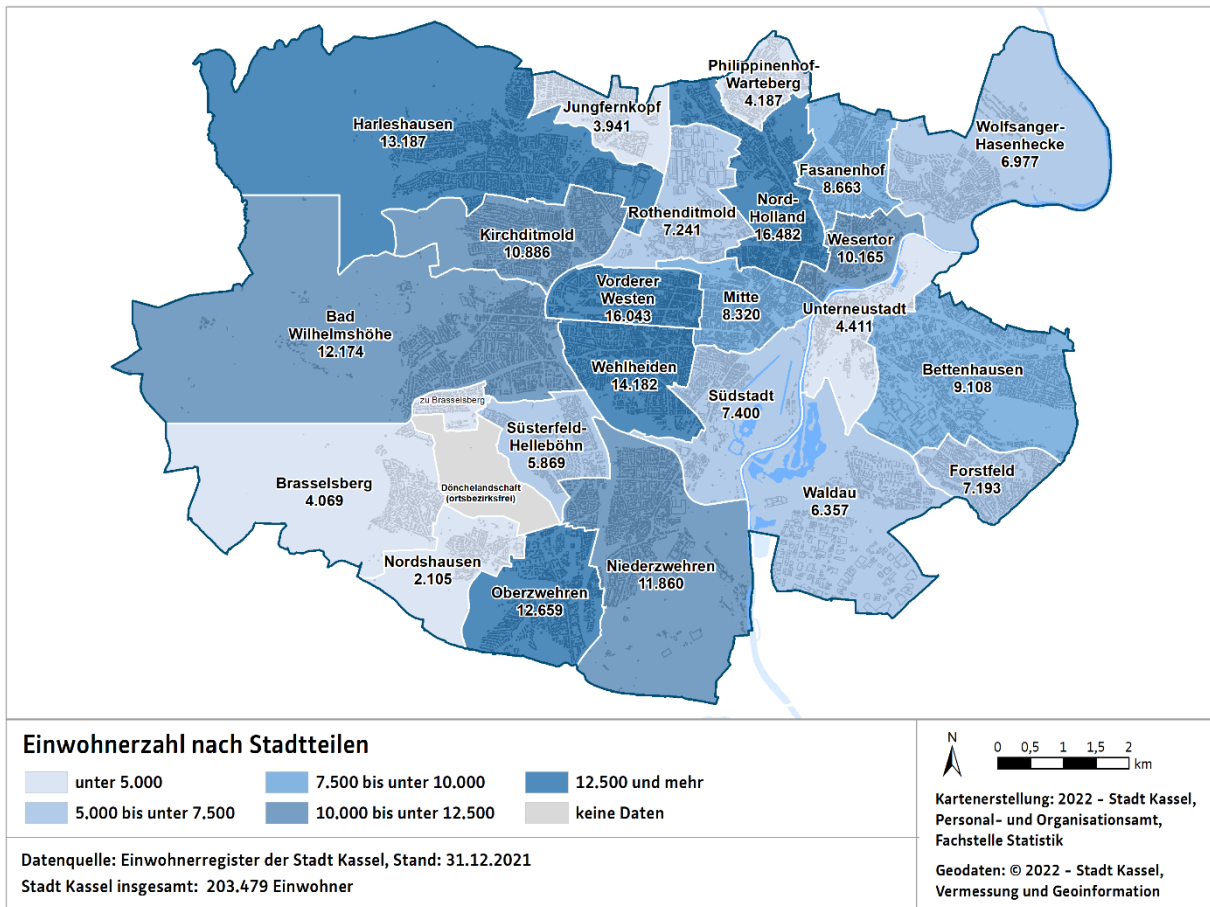 Philippinenhof-
Warteberg
4.187
Jungfernkopf
3.941
Harleshausen
13.187
Wolfsanger-
Hasenhecke
6.977
Fasanenhof
8.663
Nord-
Holland
16.482
Rothenditmold
7.241
Kirchditmold
10.886
Wesertor
10.165
Vorderer
Westen
16.043
Mitte
8.320
Unterneustadt
4.411
Bad
Wilhelmshöhe
12.174
Wehlheiden
14.182
Bettenhausen
9.108
Südstadt
7.400
zu Brasselsberg
Süsterfeld-
Helleböhn
5.869
Forstfeld
7.193
Brasselsberg
4.069
Dönchelandschaft
(ortsbezirksfrei)
Waldau
6.357
Nordshausen
2.105
Niederzwehren
11.860
Oberzwehren
12.659
Einwohnerzahl nach Stadtteilen
unter 5.000
7.500 bis unter 10.000
12.500 und mehr
5.000 bis unter 7.500
10.000 bis unter 12.500
keine Daten
Datenquelle: Einwohnerregister der Stadt Kassel, Stand: 31.12.2021
Stadt Kassel insgesamt: 203.479 Einwohner
N
0 0,5 1 1,5 2
km
Kartenerstellung: 2022 - Stadt Kassel,
Personal- und Organisationsamt,
Fachstelle Statistik
Geodaten: © 2022 - Stadt Kassel,
Vermessung und Geoinformation